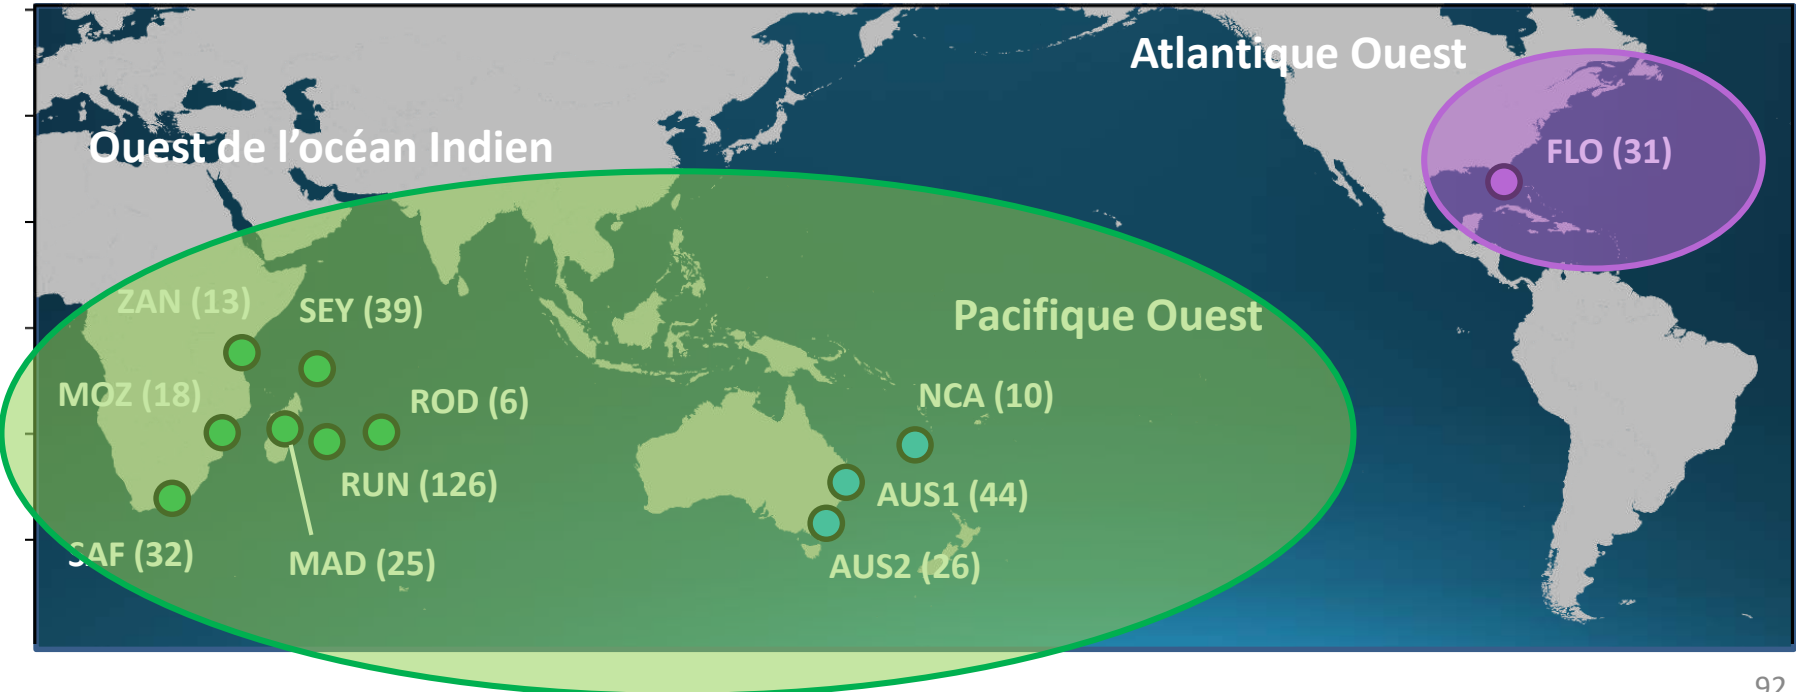 Atlantique Ouest
Ouest de l'océan Indien
FLO (31)
ZAN (13)
SEY (39)
Pacifique Ouest
MOZ (18)
ROD (6)
NCA (10)
RUN (126)
AUS1 (44)
SAF (32)
MAD (25)
AUS2 (26)
92